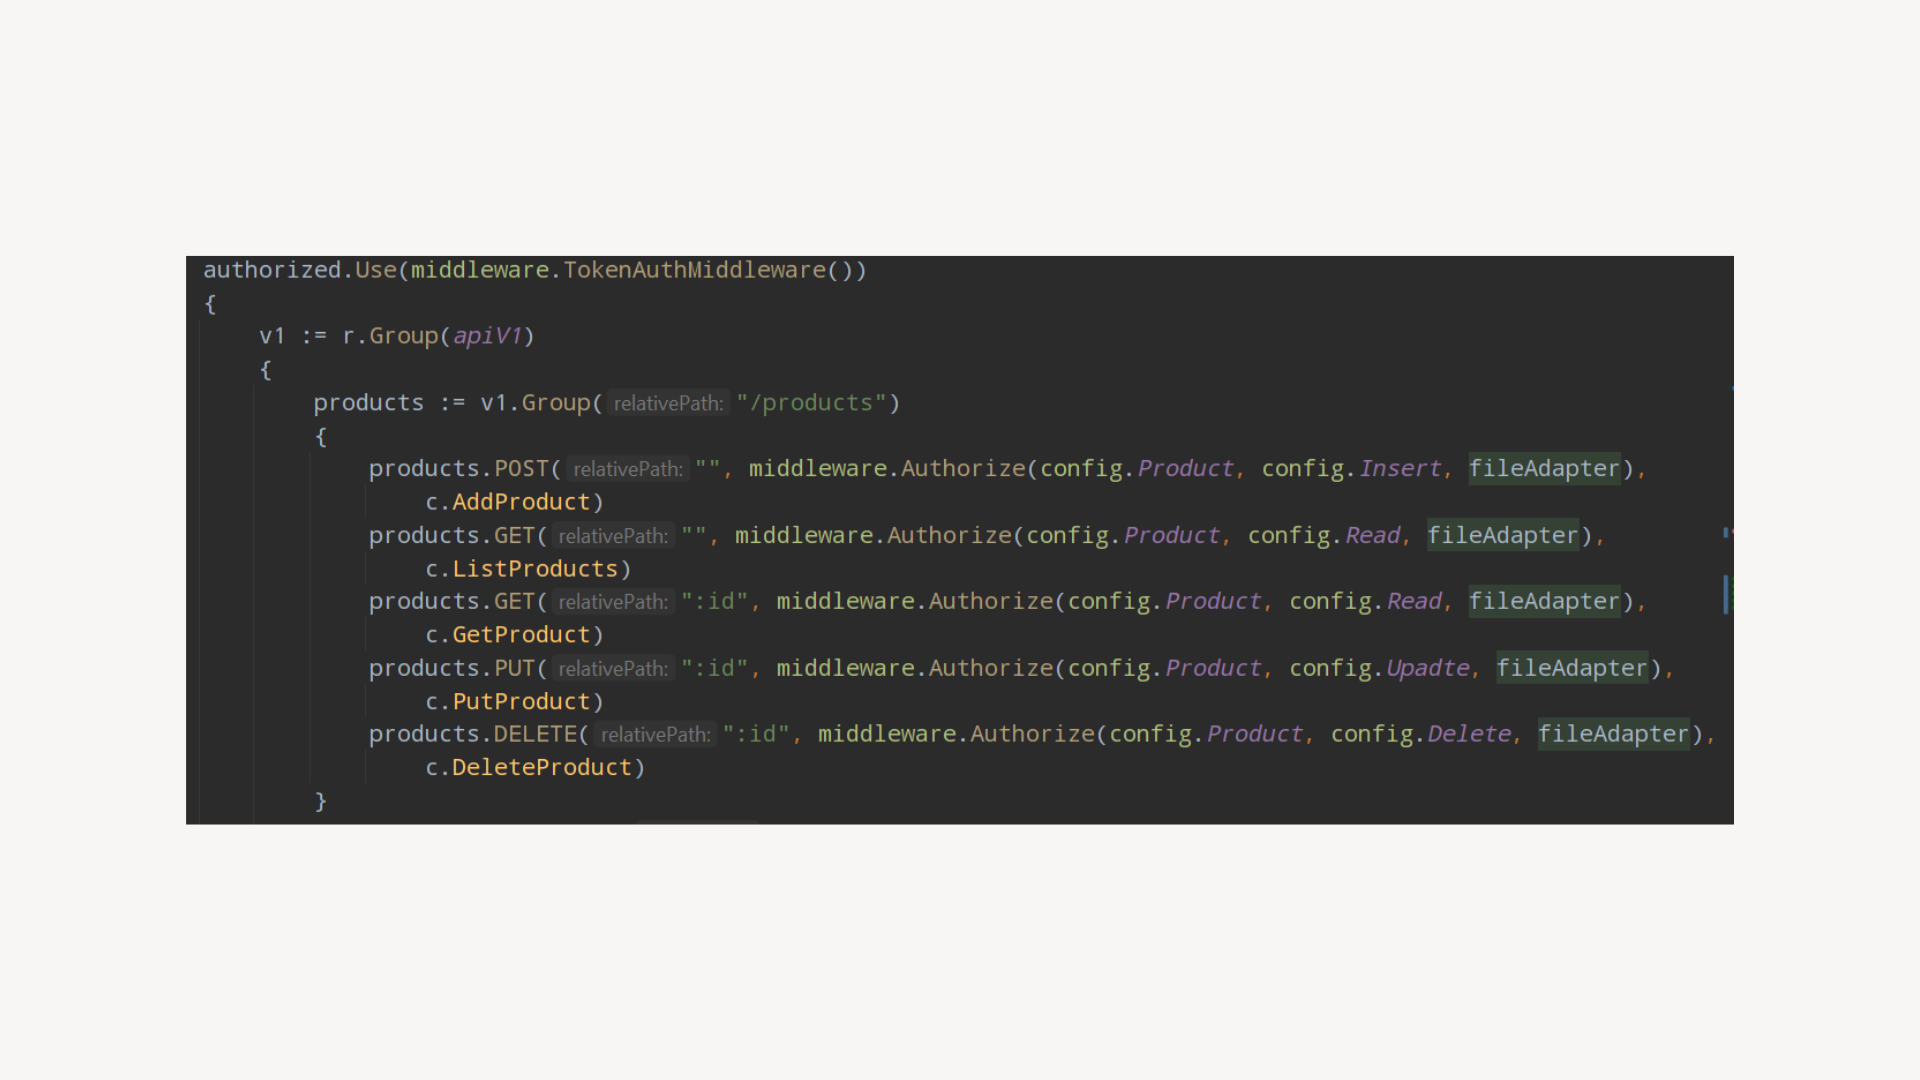 authorized.Use(middleware.TokenAuthMiddleware())
{
v1 := r.Group(apiV1)
{
products := v1.Group( relativePath: "/products")
{
products.POST( relativePath: "", middleware.Authorize(config.Product, config.Insert, fileAdapter),
c.AddProduct)
products.GET( relativePath: "", middleware.Authorize(config.Product, config.Read, fileAdapter),
c.ListProducts)
products.GET( relativePath: ":id", middleware.Authorize(config.Product, config.Read, fileAdapter),
c.GetProduct)
products.PUT( relativePath: ":id", middleware.Authorize(config.Product, config.Upadte, fileAdapter),
c.PutProduct)
products.DELETE( relativePath: ":id", middleware.Authorize(config.Product, config.Delete, fileAdapter),
c.DeleteProduct)
}